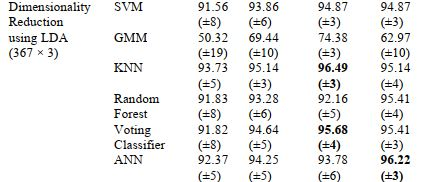 Dimensionality SVM 91.56 93.86 94.87 94.87
Reduction (±8) (±6) (±3) (±3)
using LDA GMM 50.32 69.44 74.38 62.97
(367 × 3) (±19) (±10) (±3) (±10)
KNN 93.73 95.14 96.49 95.14
(±5) (±3) (±3) (±4)
Random 91.83 93.28 92.16 95.41
Forest (±8) (±6) (±5) (±4)
Voting 91.82 94.64 95.68 95.41
Classifier (±8) (±5) (±4) (±3)
ANN 92.37 94.25 93.78 96.22
(±5) (±5) (±6) (±3)